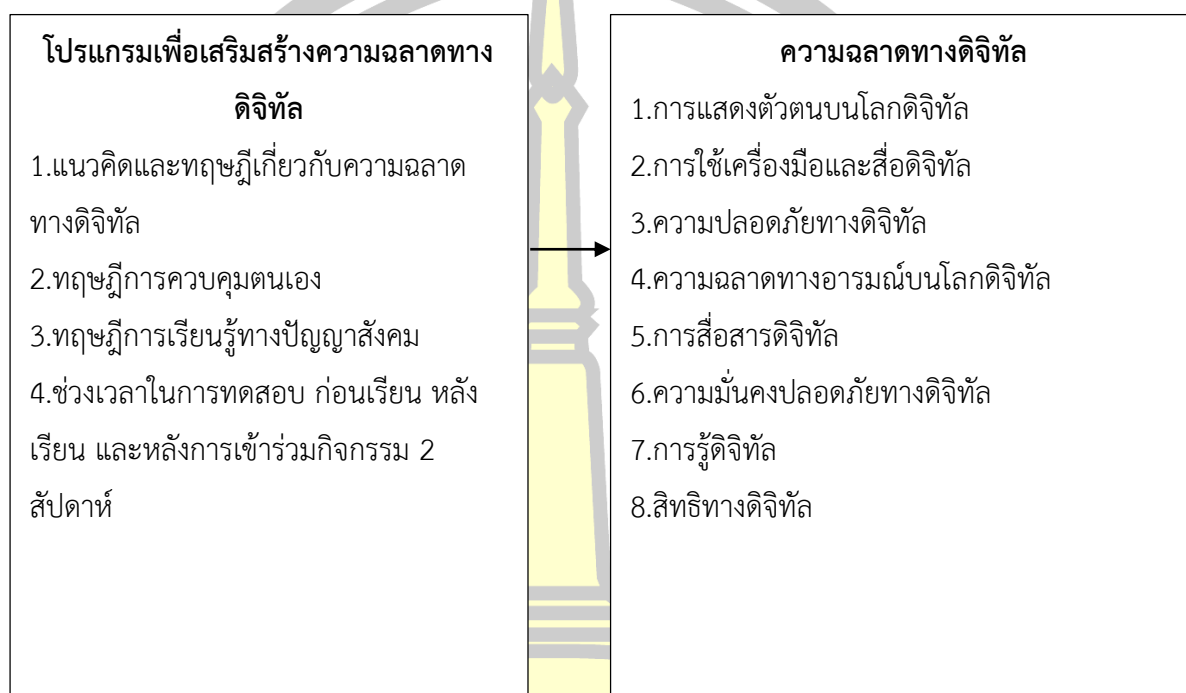 โปรแกรมเพื่อเสริมสร้างความฉลาดทาง
ดิจิทัล
1.แนวคิดและทฤษฎีเกี่ยวกับความฉลาด
ทางดิจิทัล
2.ทฤษฎีการควบคุมตนเอง
3.ทฤษฎีการเรียนรู้ทางปัญญาสังคม
4.ช่วงเวลาในการทดสอบ ก่อนเรียน หลัง
เรียน และหลังการเข้าร่วมกิจกรรม 2
สัปดาห์
ความฉลาดทางดิจิทัล
1.การแสดงตัวตนบนโลกดิจิทัล
2.การใช้เครื่องมือและสื่อดิจิทัล
3.ความปลอดภัยทางดิจิทัล
4.ความฉลาดทางอารมณ์บนโลกดิจิทัล
5.การสื่อสารดิจิทัล
6.ความมั่นคงปลอดภัยทางดิจิทัล
7.การรู้ดิจิทัล
8.สิทธิทางดิจิทัล